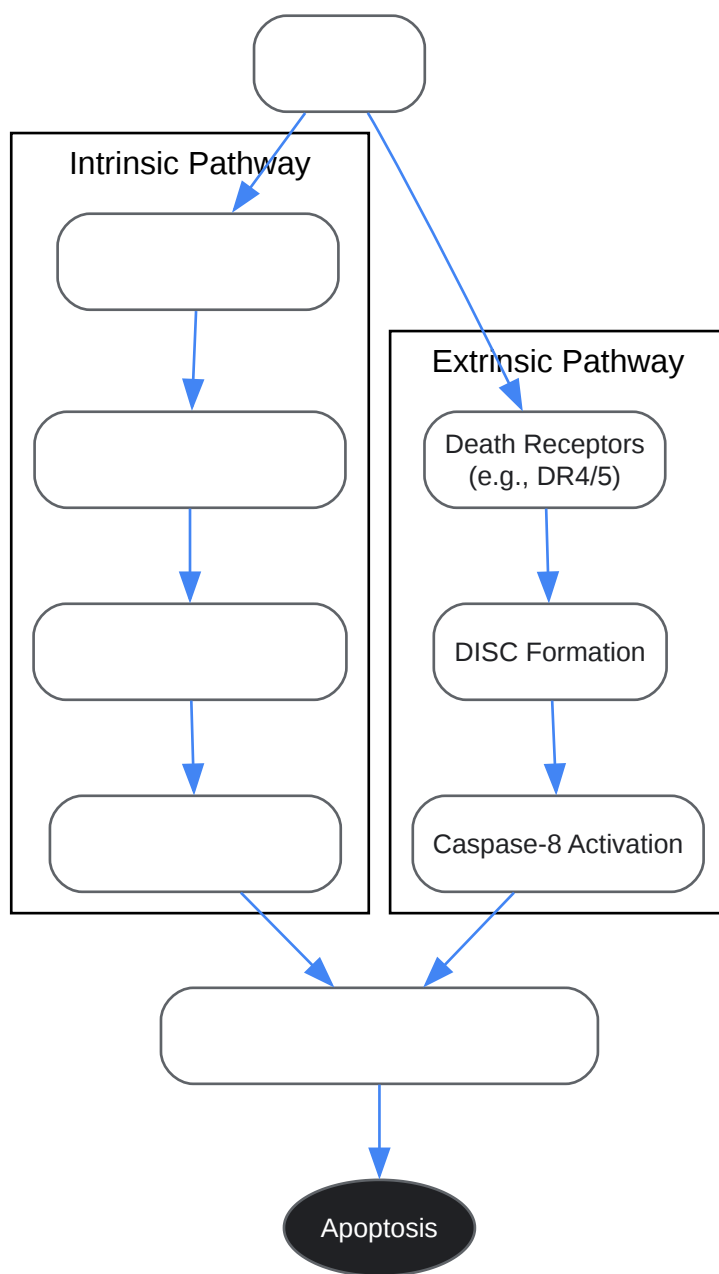 Intrinsic Pathway
Extrinsic Pathway
Death Receptors
(e.g., DR4/5)
DISC Formation
Caspase-8 Activation
Apoptosis